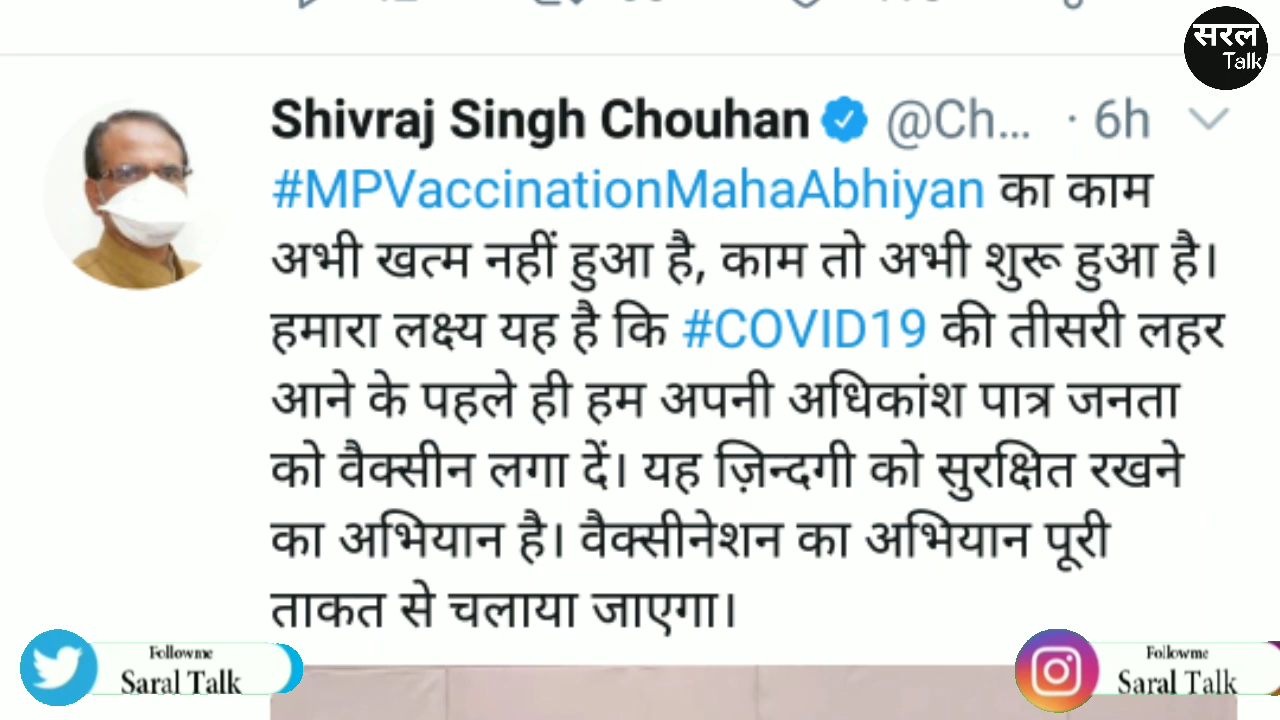 सरल
Talk
Shivraj Singh Chouhan @Ch... · 6h
#MPVaccinationMahaAbhiyan का काम
अभी खत्म नहीं हुआ है, काम तो अभी शुरू हुआ है।
हमारा लक्ष्य यह है कि #COVID19 की तीसरी लहर
आने के पहले ही हम अपनी अधिकांश पात्र जनता
को वैक्सीन लगा दें। यह ज़िन्दगी को सुरक्षित रखने
का अभियान है। वैक्सीनेशन का अभियान पूरी
ताकत से चलाया जाएगा।
Followme
Saral Talk
Followme
Saral Talk